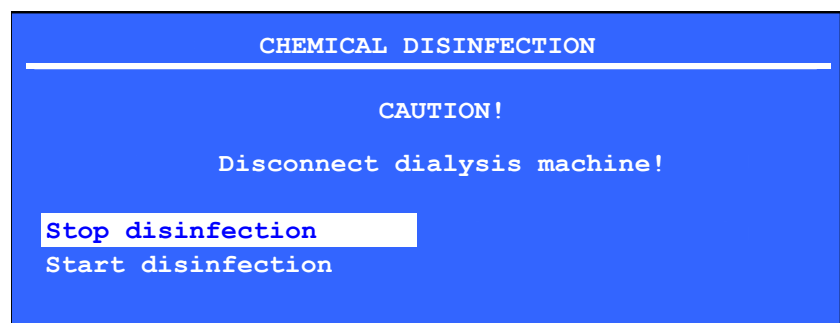 CHEMICAL DISINFECTION
CAUTION!
Disconnect dialysis machine!
Stop disinfection
Start disinfection